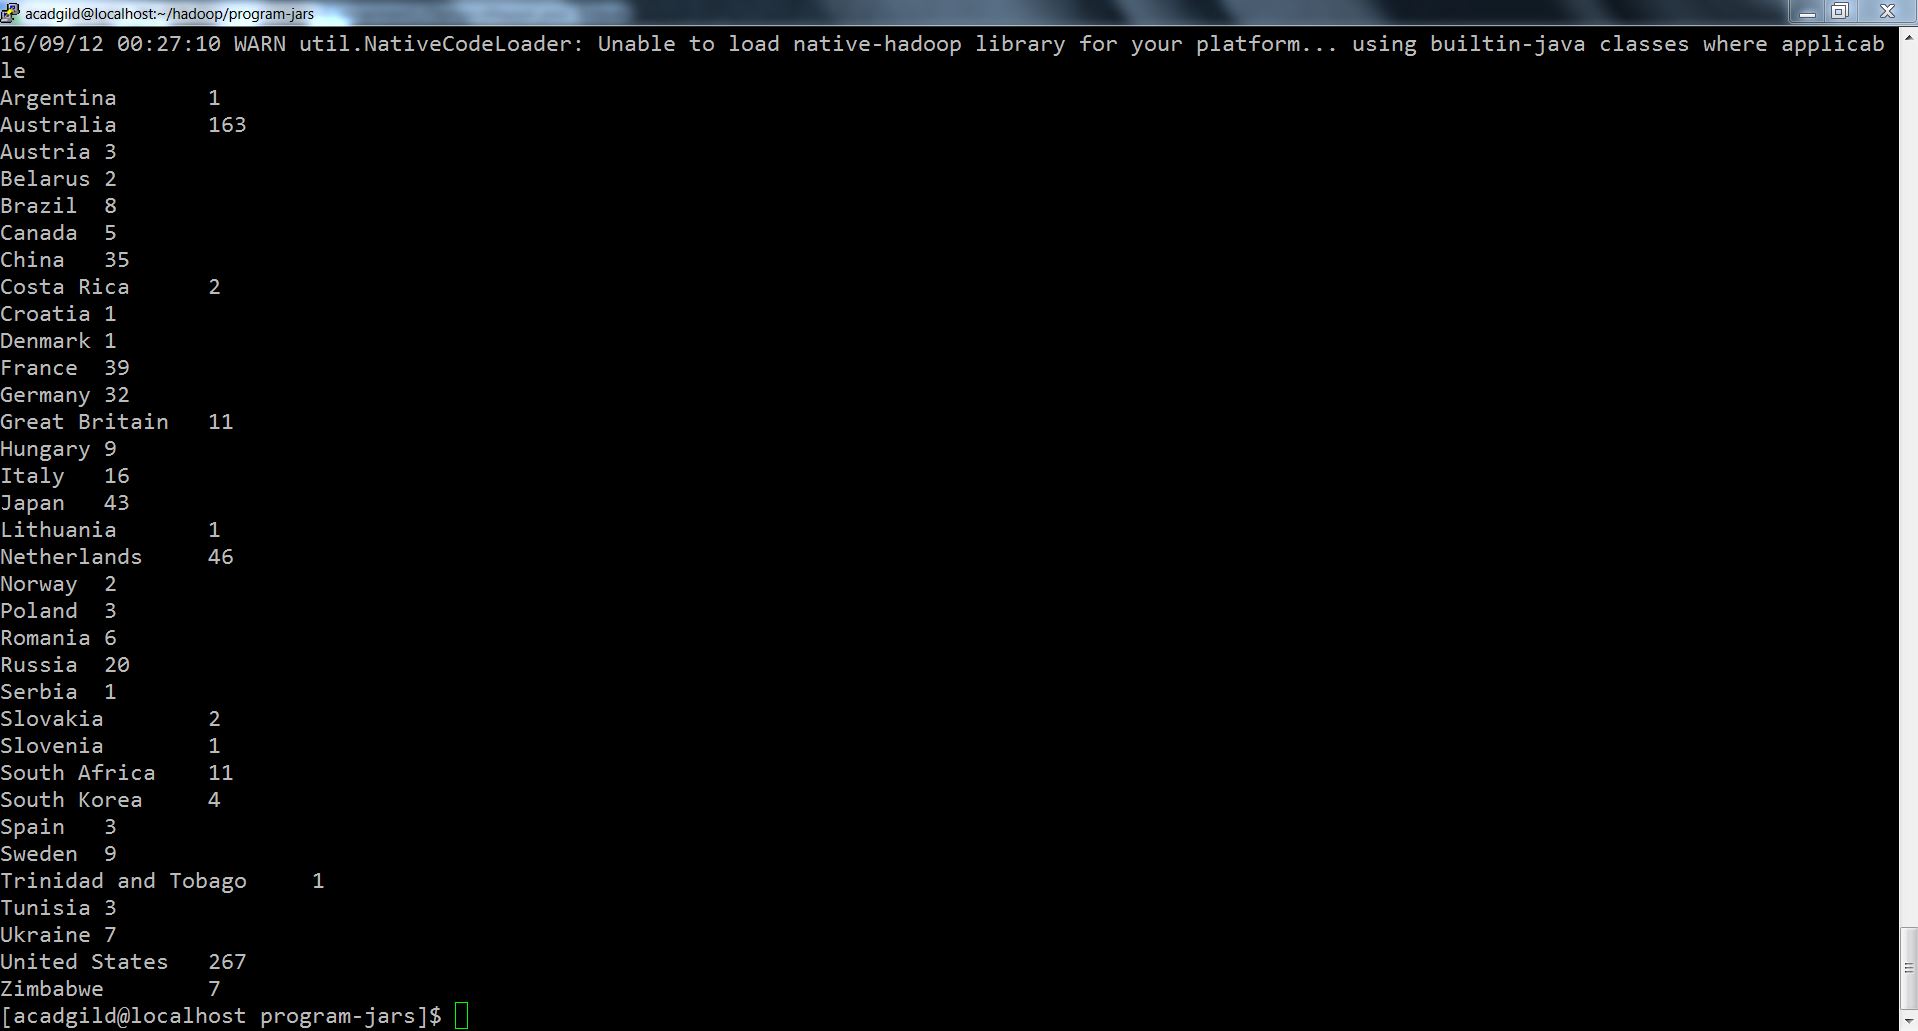 acadgild@localhost:~/hadoop/program-jars
16/09/12 00:27:10 WARN util.NativeCodeLoader: Unable to load native-hadoop library for your platform... using builtin-java classes where applicab
le
Argentina	1
Australia	163
Austria	3
Belarus	2
Brazil	8
Canada	5
China	35
Costa Rica	2
Croatia	1
Denmark	1
France	39
Germany	32
Great Britain	11
Hungary	9
Italy	16
Japan	43
Lithuania	1
Netherlands	46
Norway	2
Poland	3
Romania	6
Russia	20
Serbia	1
Slovakia	2
Slovenia	1
South Africa	11
South Korea	4
Spain	3
Sweden	9
Trinidad and Tobago	1
Tunisia	3
Ukraine	7
United States	267
Zimbabwe	7
[acadgild@localhost program-jars]$